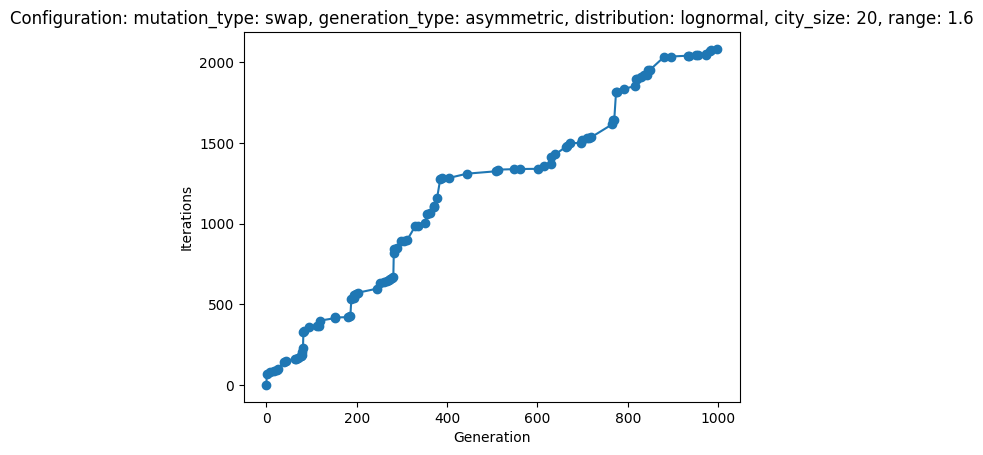 Configuration: mutation_type: swap, generation_type: asymmetric, distribution: lognormal, city_size: 20, range: 1.6
2000
1500
1000
500
0
Iterations
0 200 400 600 800 1000
Generation